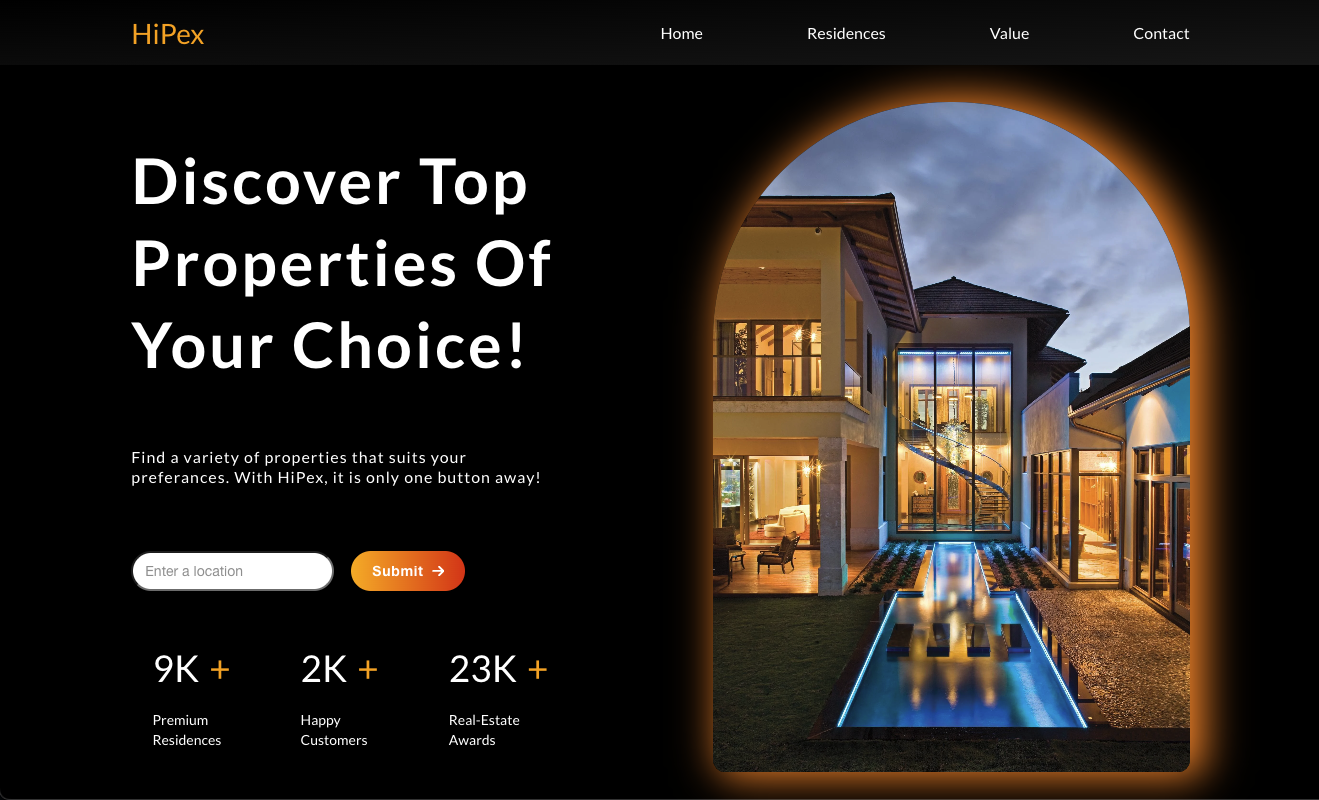 HiPex
Home
Residences
Value
Contact
Discover Top
Properties Of
Your Choice!
Find a variety of properties that suits your
preferances. With HiPex, it is only one button away!
Enter a location
Submit →
9K +
2K +
23K +
Premium
Residences
Happy
Customers
Real-Estate
Awards